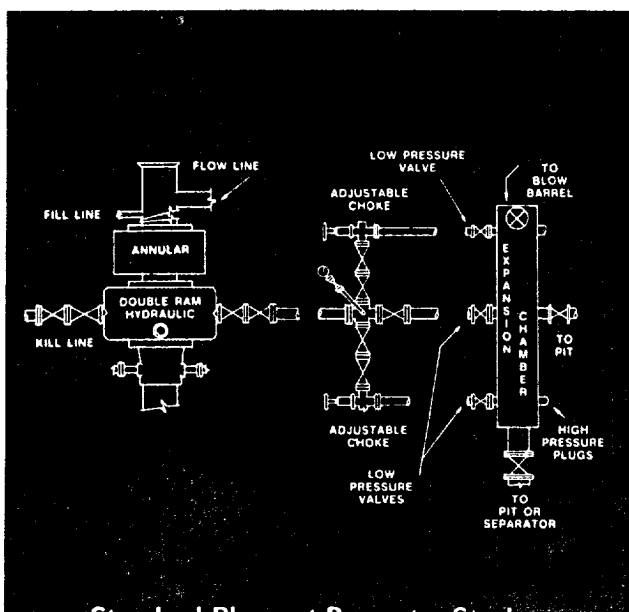 FLOW LINE
FILL LINE
ANNULAR
DOUBLE RAM
HYDRAULIC
KILL LINE
LOW PRESSURE
VALVE
TO
BLOW BARREL
ADJUSTABLE
CHOKE
EXPANSION
CHAMBER
TO
PIT
ADJUSTABLE
CHOKE
HIGH
PRESSURE
PLUGS
LOW
PRESSURE
VALVES
TO
PIT OR
SEPARATOR